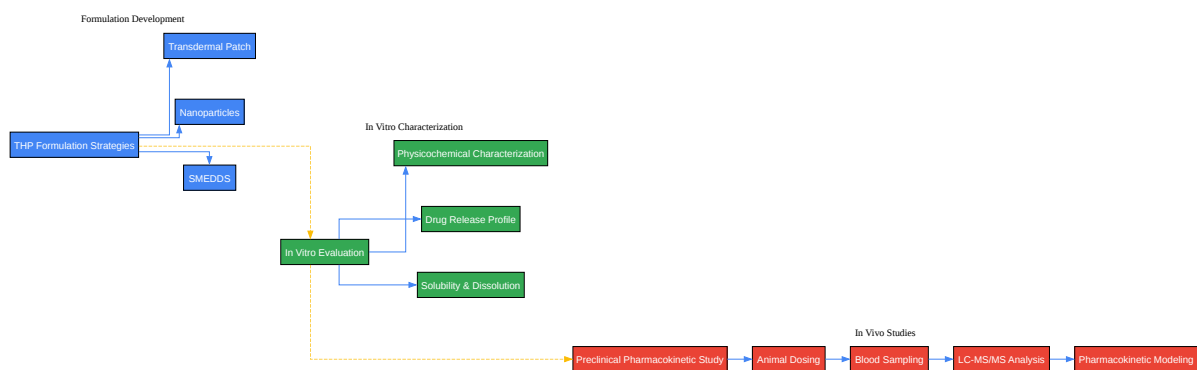 Formulation Development
Transdermal Patch
Nanoparticles
THP Formulation Strategies
SMEDDS
In Vitro Characterization
Physicochemical Characterization
Drug Release Profile
In Vitro Evaluation
Solubility & Dissolution
In Vivo Studies
Preclinical Pharmacokinetic Study
Animal Dosing
Blood Sampling
LC-MS/MS Analysis
Pharmacokinetic Modeling